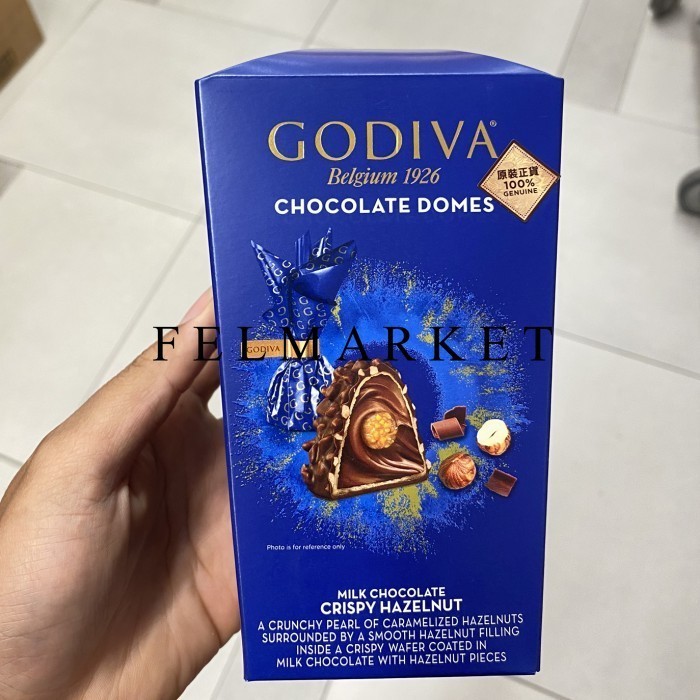 GODIVA®
Belgium 1926
CHOCOLATE DOMES
原裝正貨
100%
GENUINE
FELMARKET
GODIVA
Photo is for reference only
MILK CHOCOLATE
CRISPY HAZELNUT
A CRUNCHY PEARL OF CARAMELIZED HAZELNUTS
SURROUNDED BY A SMOOTH HAZELNUT FILLING
INSIDE A CRISPY WAFER COATED IN
MILK CHOCOLATE WITH HAZELNUT PIECES